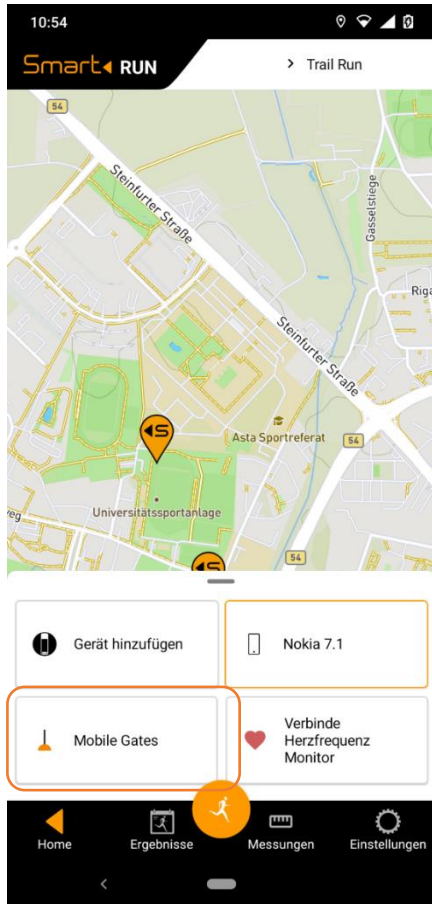 10:54
Smart RUN
> Trail Run
54
Steinfurter Straße
Gasselstiege
Riga
Steinfurter Straße
Asta Sportreferat
54
Universitätssportanlage
54
Gerät hinzufügen
Nokia 7.1
Mobile Gates
Verbinde
Herzfrequenz
Monitor
Home
Ergebnisse
Messungen
Einstellungen